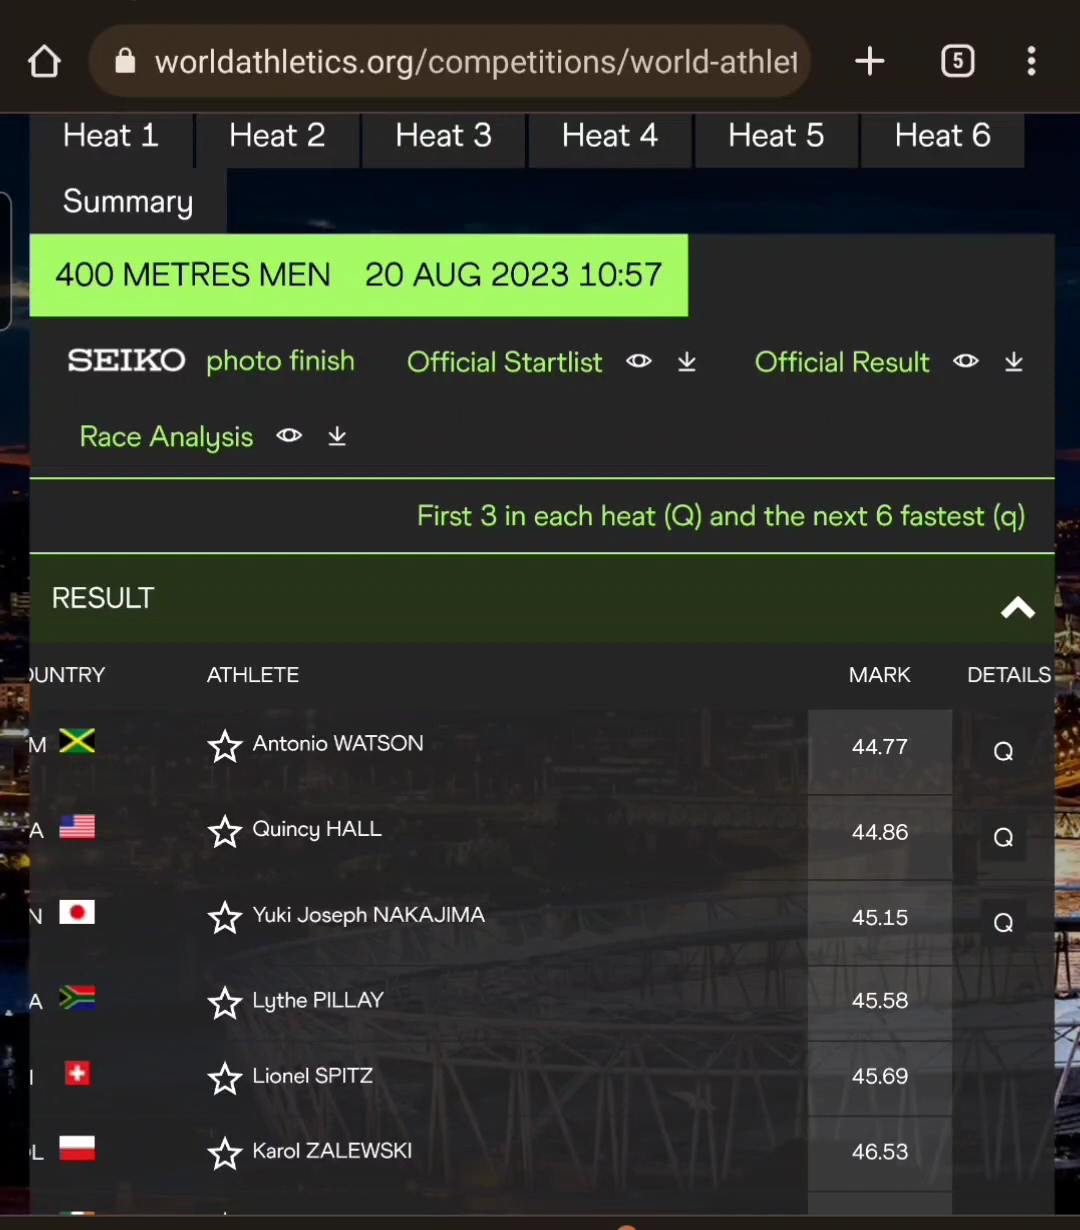 worldathletics.org/competitions/world-athlet
5
Heat 1 Heat 2 Heat 3 Heat 4 Heat 5 Heat 6
Summary
400 METRES MEN 20 AUG 2023 10:57
SEIKO photo finish Official Startlist Official Result
Race Analysis
First 3 in each heat (Q) and the next 6 fastest (q)
RESULT
OUNTRY ATHLETE MARK DETAILS
M Antonio WATSON 44.77 Q
A Quincy HALL 44.86 Q
N Yuki Joseph NAKAJIMA 45.15 Q
A Lythe PILLAY 45.58
I Lionel SPITZ 45.69
L Karol ZALEWSKI 46.53